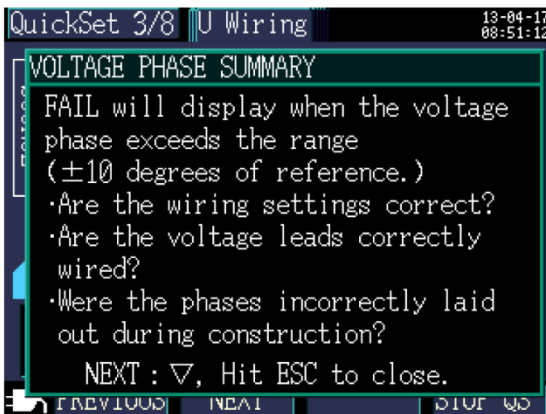 QuickSet 3/8 U Wiring 13-04-17
08:51:12
VOLTAGE PHASE SUMMARY
FAIL will display when the voltage
phase exceeds the range
(±10 degrees of reference.)
·Are the wiring settings correct?
·Are the voltage leads correctly
wired?
·Were the phases incorrectly laid
out during construction?
NEXT : ▽, Hit ESC to close.
PREVIOUS NEXT STOP QS